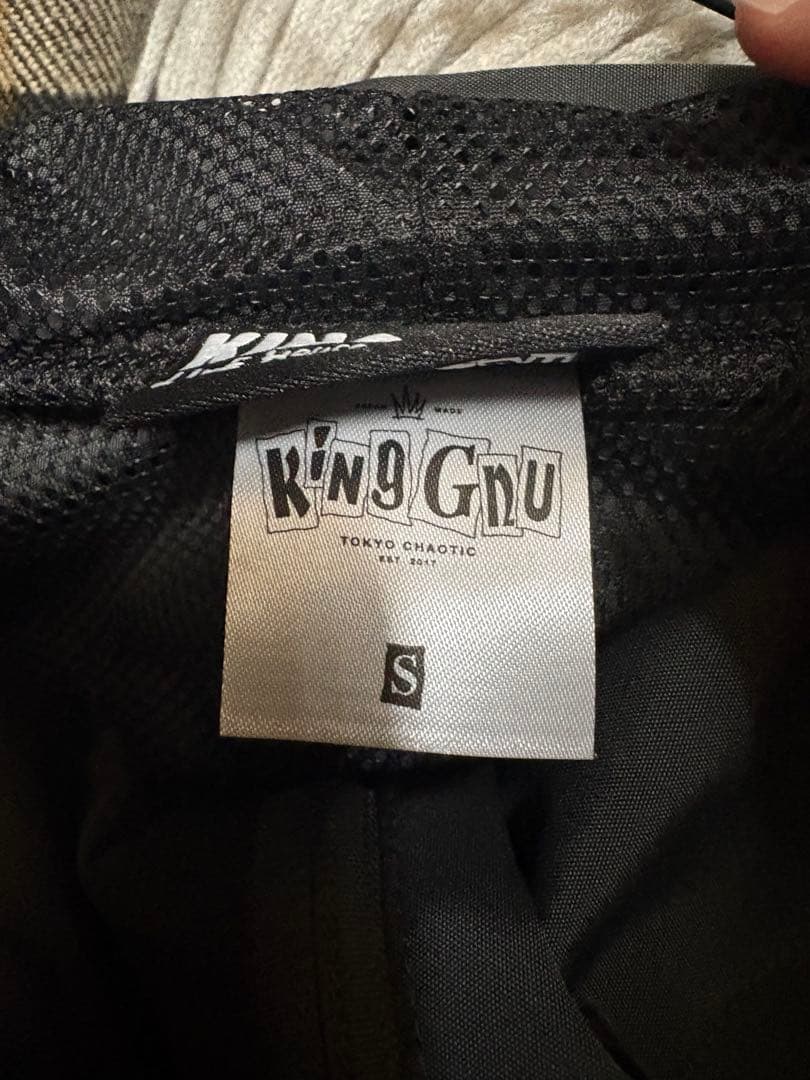 JAPAN MADE
King Gnu
TOKYO CHAOTIC
EST. 2017
S